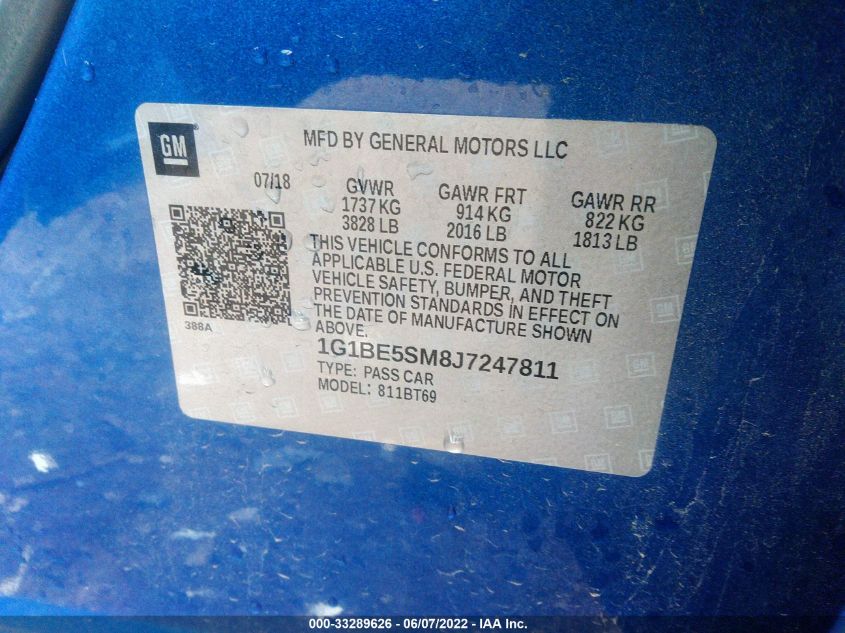 GM
MFD BY GENERAL MOTORS LLC
07/18
GVWR
1737 KG
3828 LB
GAWR FRT
914 KG
2016 LB
GAWR RR
822 KG
1813 LB
THIS VEHICLE CONFORMS TO ALL
APPLICABLE U.S. FEDERAL MOTOR
VEHICLE SAFETY, BUMPER, AND THEFT
PREVENTION STANDARDS IN EFFECT ON
THE DATE OF MANUFACTURE SHOWN
ABOVE.
388A
1G1BE5SM8J7247811
TYPE: PASS CAR
MODEL: 811BT69
000-33289626 - 06/07/2022 - IAA Inc.